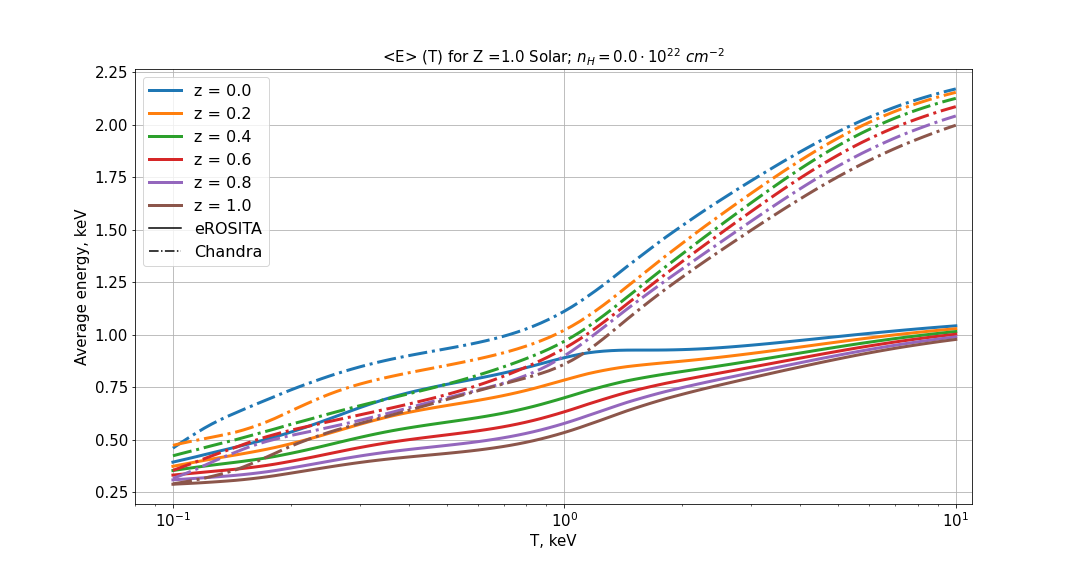 <E> (T) for Z =1.0 Solar; n_H = 0.0 · 10^22 cm^−2
2.25
2.00
1.75
1.50
1.25
1.00
0.75
0.50
0.25
Average energy, keV
z = 0.0
z = 0.2
z = 0.4
z = 0.6
z = 0.8
z = 1.0
eROSITA
Chandra
10^−1
10^0
10^1
T, keV